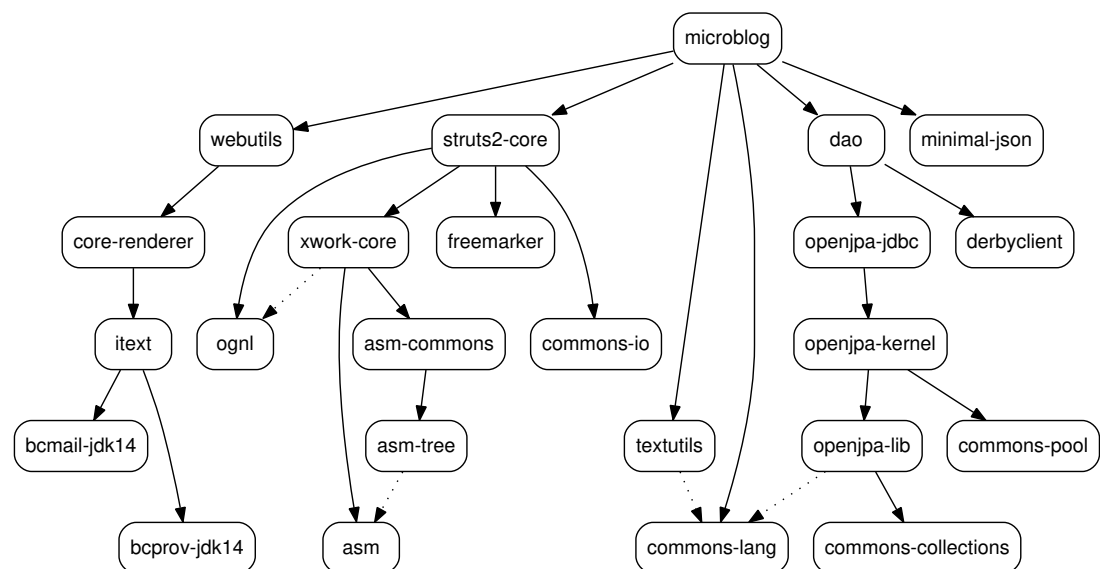 microblog
webutils
struts2-core
dao
minimal-json
core-renderer
xwork-core
freemarker
openjpa-jdbc
derbyclient
itext
ognl
asm-commons
commons-io
openjpa-kernel
bcmail-jdk14
asm-tree
textutils
openjpa-lib
commons-pool
bcprov-jdk14
asm
commons-lang
commons-collections